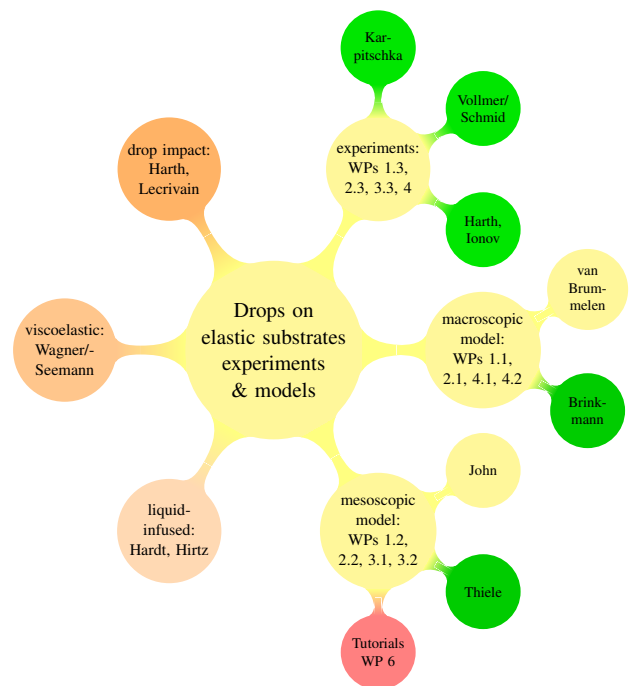 Kar-
pitschka
Vollmer/
Schmid
experiments:
WPs 1.3,
2.3, 3.3, 4
Harth,
Ionov
drop impact:
Harth,
Lecrivain
Drops on
elastic substrates
experiments
& models
viscoelastic:
Wagner/-
Seemann
liquid-
infused:
Hardt, Hirtz
macroscopic
model:
WPs 1.1,
2.1, 4.1, 4.2
van
Brum-
melen
Brink-
mann
mesoscopic
model:
WPs 1.2,
2.2, 3.1, 3.2
John
Thiele
Tutorials
WP 6